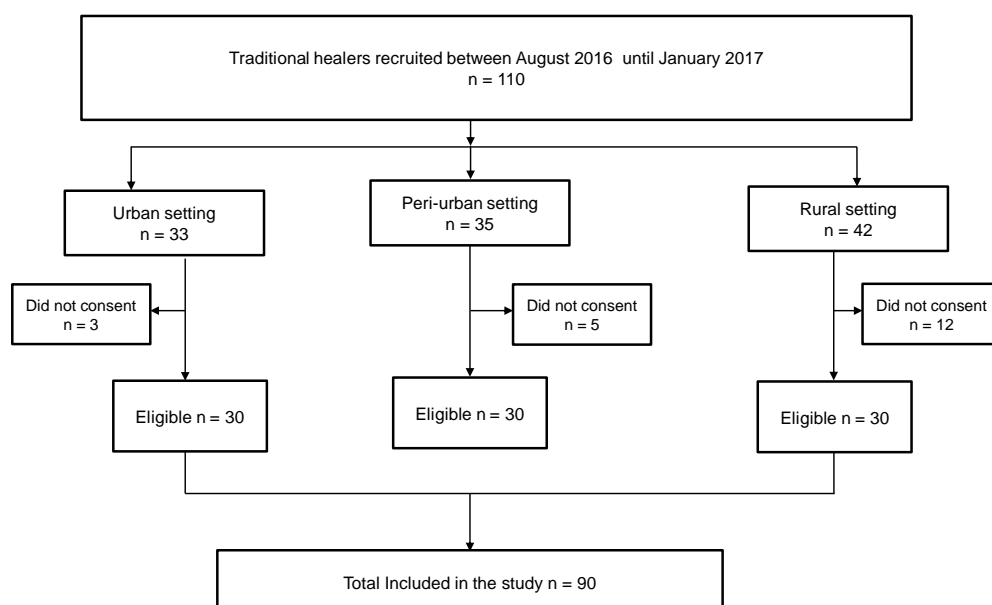 Traditional healers recruited between August 2016 until January 2017
n = 110
Urban setting
n = 33
Peri-urban setting
n = 35
Rural setting
n = 42
Did not consent
n = 3
Did not consent
n = 5
Did not consent
n = 12
Eligible n = 30
Eligible n = 30
Eligible n = 30
Total Included in the study n = 90